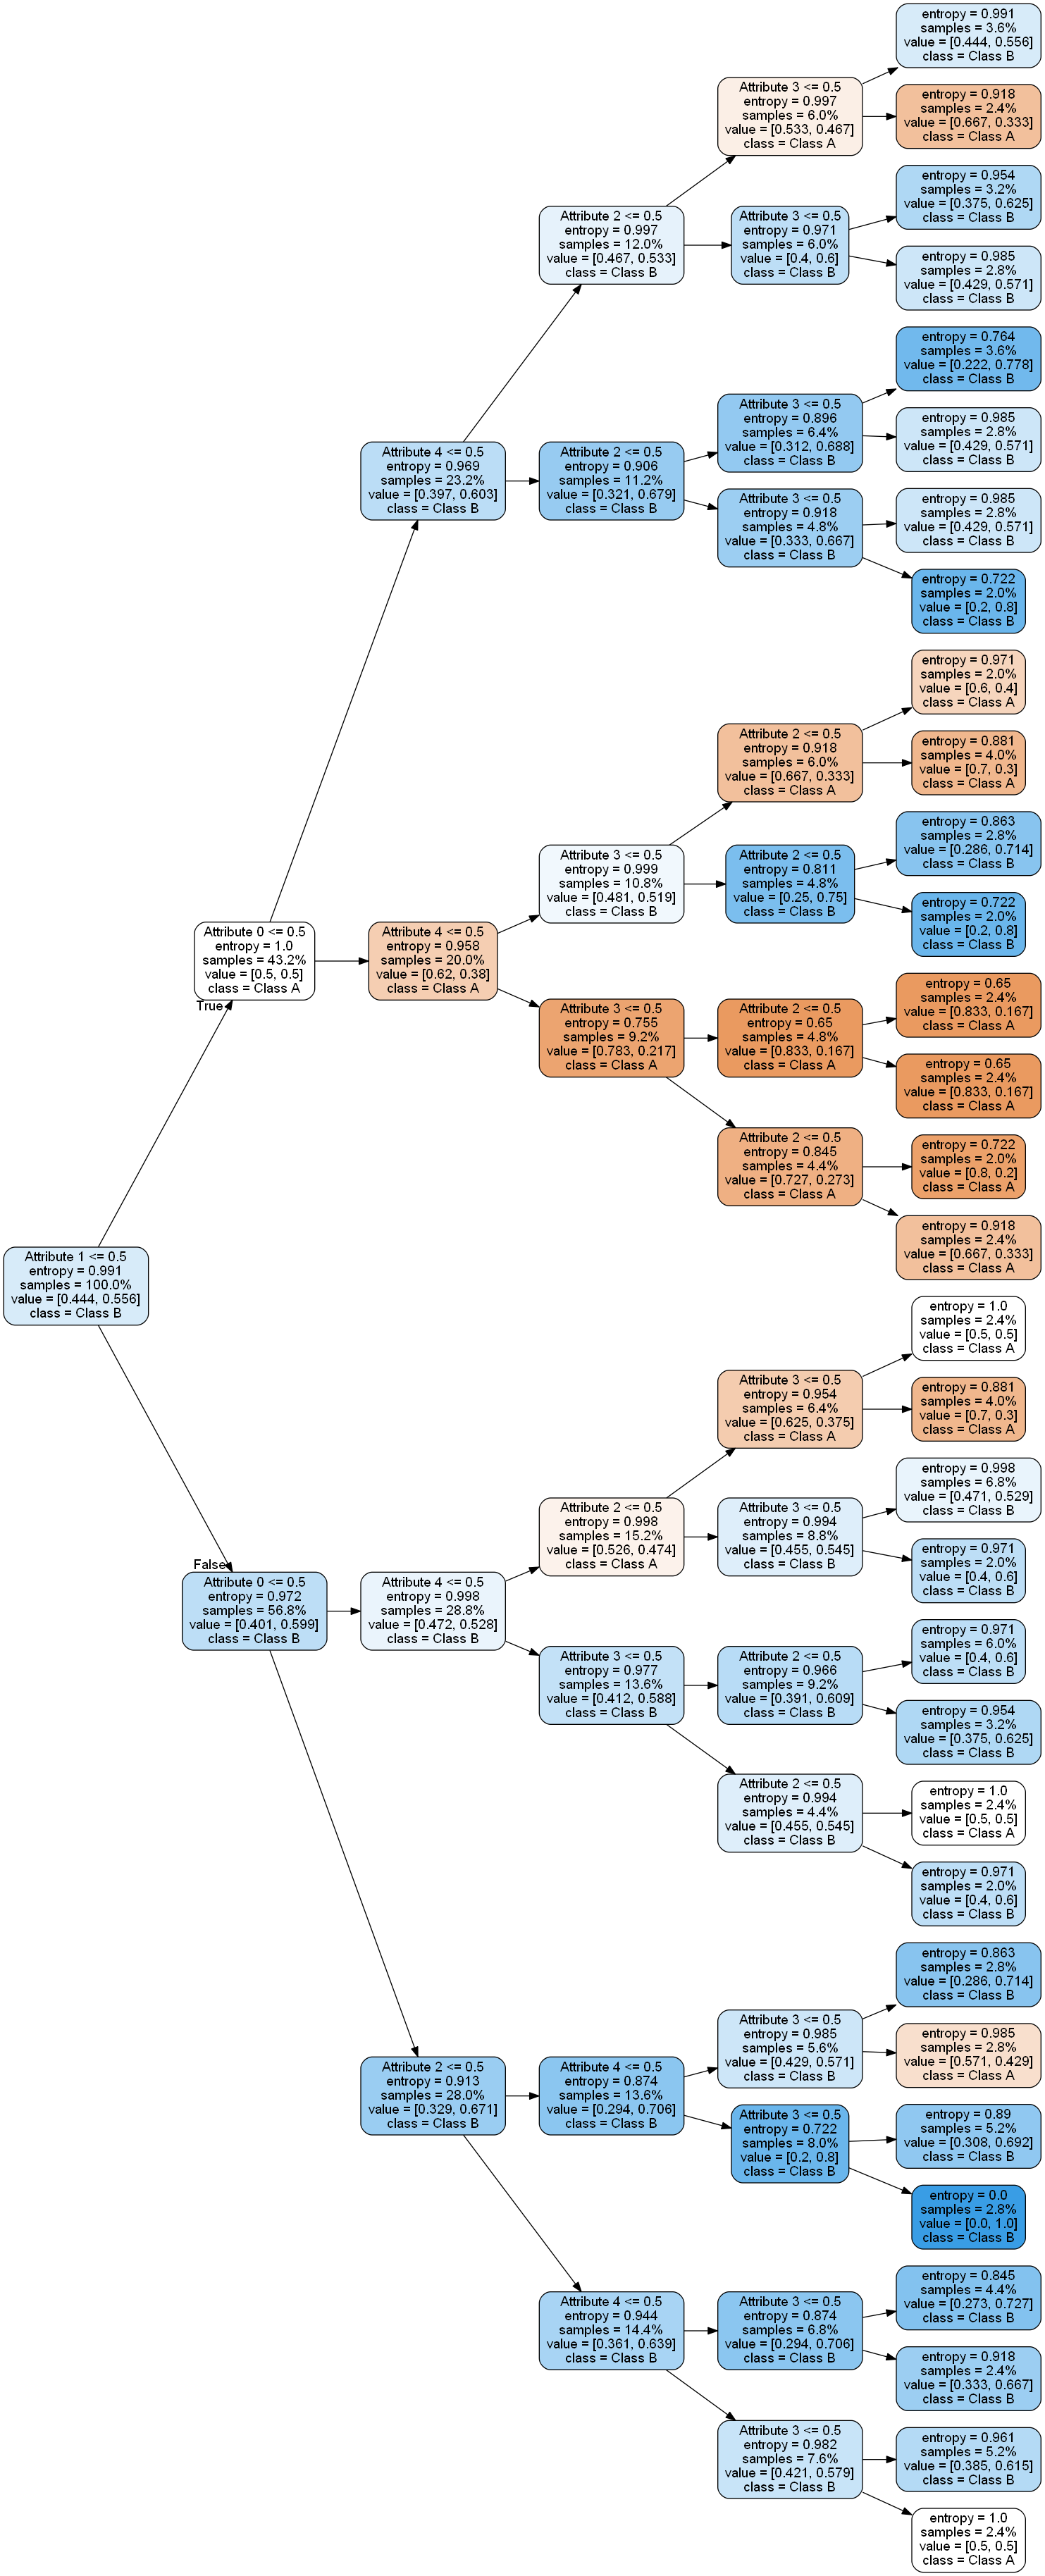 entropy = 0.991
samples = 3.6%
value = [0.444, 0.556]
class = Class B
Attribute 3 <= 0.5
entropy = 0.997
samples = 6.0%
value = [0.533, 0.467]
class = Class A
entropy = 0.918
samples = 2.4%
value = [0.667, 0.333]
class = Class A
entropy = 0.954
samples = 3.2%
value = [0.375, 0.625]
class = Class B
Attribute 2 <= 0.5
entropy = 0.997
samples = 12.0%
value = [0.467, 0.533]
class = Class B
Attribute 3 <= 0.5
entropy = 0.971
samples = 6.0%
value = [0.4, 0.6]
class = Class B
entropy = 0.985
samples = 2.8%
value = [0.429, 0.571]
class = Class B
entropy = 0.764
samples = 3.6%
value = [0.222, 0.778]
class = Class B
Attribute 3 <= 0.5
entropy = 0.896
samples = 6.4%
value = [0.312, 0.688]
class = Class B
entropy = 0.985
samples = 2.8%
value = [0.429, 0.571]
class = Class B
Attribute 4 <= 0.5
entropy = 0.969
samples = 23.2%
value = [0.397, 0.603]
class = Class B
Attribute 2 <= 0.5
entropy = 0.906
samples = 11.2%
value = [0.321, 0.679]
class = Class B
Attribute 3 <= 0.5
entropy = 0.918
samples = 4.8%
value = [0.333, 0.667]
class = Class B
entropy = 0.985
samples = 2.8%
value = [0.429, 0.571]
class = Class B
entropy = 0.722
samples = 2.0%
value = [0.2, 0.8]
class = Class B
entropy = 0.971
samples = 2.0%
value = [0.6, 0.4]
class = Class A
Attribute 2 <= 0.5
entropy = 0.918
samples = 6.0%
value = [0.667, 0.333]
class = Class A
entropy = 0.881
samples = 4.0%
value = [0.7, 0.3]
class = Class A
entropy = 0.863
samples = 2.8%
value = [0.286, 0.714]
class = Class B
Attribute 3 <= 0.5
entropy = 0.999
samples = 10.8%
value = [0.481, 0.519]
class = Class B
Attribute 2 <= 0.5
entropy = 0.811
samples = 4.8%
value = [0.25, 0.75]
class = Class B
entropy = 0.722
samples = 2.0%
value = [0.2, 0.8]
class = Class B
Attribute 0 <= 0.5
entropy = 1.0
samples = 43.2%
value = [0.5, 0.5]
class = Class A
True
Attribute 4 <= 0.5
entropy = 0.958
samples = 20.0%
value = [0.62, 0.38]
class = Class A
entropy = 0.65
samples = 2.4%
value = [0.833, 0.167]
class = Class A
Attribute 3 <= 0.5
entropy = 0.755
samples = 9.2%
value = [0.783, 0.217]
class = Class A
Attribute 2 <= 0.5
entropy = 0.65
samples = 4.8%
value = [0.833, 0.167]
class = Class A
entropy = 0.65
samples = 2.4%
value = [0.833, 0.167]
class = Class A
Attribute 2 <= 0.5
entropy = 0.845
samples = 4.4%
value = [0.727, 0.273]
class = Class A
entropy = 0.722
samples = 2.0%
value = [0.8, 0.2]
class = Class A
entropy = 0.918
samples = 2.4%
value = [0.667, 0.333]
class = Class A
Attribute 1 <= 0.5
entropy = 0.991
samples = 100.0%
value = [0.444, 0.556]
class = Class B
entropy = 1.0
samples = 2.4%
value = [0.5, 0.5]
class = Class A
Attribute 3 <= 0.5
entropy = 0.954
samples = 6.4%
value = [0.625, 0.375]
class = Class A
entropy = 0.881
samples = 4.0%
value = [0.7, 0.3]
class = Class A
entropy = 0.998
samples = 6.8%
value = [0.471, 0.529]
class = Class B
Attribute 2 <= 0.5
entropy = 0.998
samples = 15.2%
value = [0.526, 0.474]
class = Class A
Attribute 3 <= 0.5
entropy = 0.994
samples = 8.8%
value = [0.455, 0.545]
class = Class B
entropy = 0.971
samples = 2.0%
value = [0.4, 0.6]
class = Class B
False
Attribute 0 <= 0.5
entropy = 0.972
samples = 56.8%
value = [0.401, 0.599]
class = Class B
Attribute 4 <= 0.5
entropy = 0.998
samples = 28.8%
value = [0.472, 0.528]
class = Class B
entropy = 0.971
samples = 6.0%
value = [0.4, 0.6]
class = Class B
Attribute 3 <= 0.5
entropy = 0.977
samples = 13.6%
value = [0.412, 0.588]
class = Class B
Attribute 2 <= 0.5
entropy = 0.966
samples = 9.2%
value = [0.391, 0.609]
class = Class B
entropy = 0.954
samples = 3.2%
value = [0.375, 0.625]
class = Class B
Attribute 2 <= 0.5
entropy = 0.994
samples = 4.4%
value = [0.455, 0.545]
class = Class B
entropy = 1.0
samples = 2.4%
value = [0.5, 0.5]
class = Class A
entropy = 0.971
samples = 2.0%
value = [0.4, 0.6]
class = Class B
entropy = 0.863
samples = 2.8%
value = [0.286, 0.714]
class = Class B
Attribute 3 <= 0.5
entropy = 0.985
samples = 5.6%
value = [0.429, 0.571]
class = Class B
entropy = 0.985
samples = 2.8%
value = [0.571, 0.429]
class = Class A
Attribute 2 <= 0.5
entropy = 0.913
samples = 28.0%
value = [0.329, 0.671]
class = Class B
Attribute 4 <= 0.5
entropy = 0.874
samples = 13.6%
value = [0.294, 0.706]
class = Class B
Attribute 3 <= 0.5
entropy = 0.722
samples = 8.0%
value = [0.2, 0.8]
class = Class B
entropy = 0.89
samples = 5.2%
value = [0.308, 0.692]
class = Class B
entropy = 0.0
samples = 2.8%
value = [0.0, 1.0]
class = Class B
entropy = 0.845
samples = 4.4%
value = [0.273, 0.727]
class = Class B
Attribute 4 <= 0.5
entropy = 0.944
samples = 14.4%
value = [0.361, 0.639]
class = Class B
Attribute 3 <= 0.5
entropy = 0.874
samples = 6.8%
value = [0.294, 0.706]
class = Class B
entropy = 0.918
samples = 2.4%
value = [0.333, 0.667]
class = Class B
Attribute 3 <= 0.5
entropy = 0.982
samples = 7.6%
value = [0.421, 0.579]
class = Class B
entropy = 0.961
samples = 5.2%
value = [0.385, 0.615]
class = Class B
entropy = 1.0
samples = 2.4%
value = [0.5, 0.5]
class = Class A